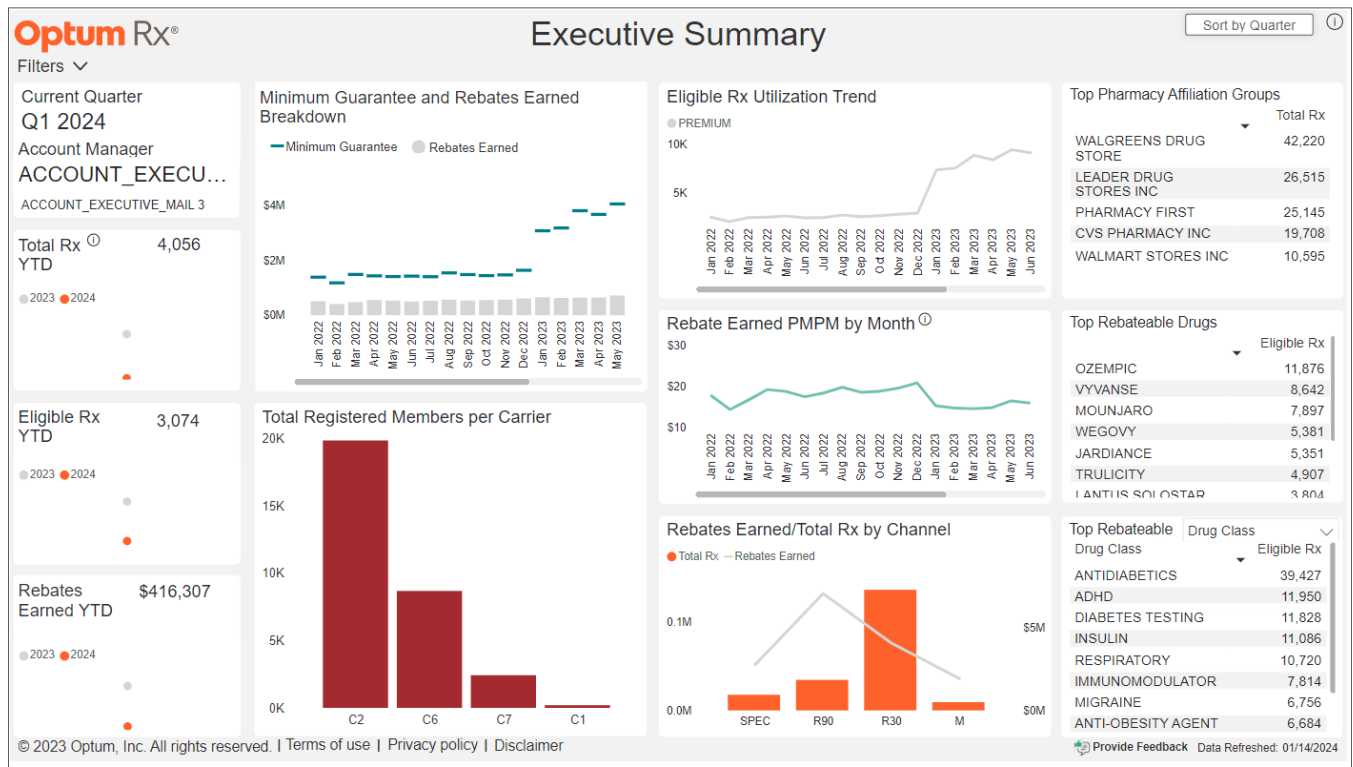 Optum Rx®
Executive Summary
Sort by Quarter
Filters
Current Quarter
Q1 2024
Account Manager
ACCOUNT_EXECU...
ACCOUNT_EXECUTIVE_MAIL 3
Total Rx
YTD
4,056
2023 2024
Eligible Rx
YTD
3,074
2023 2024
Rebates
Earned YTD
$416,307
2023 2024
Minimum Guarantee and Rebates Earned
Breakdown
Minimum Guarantee Rebates Earned
$4M
$2M
$0M
Jan 2022
Feb 2022
Mar 2022
Apr 2022
May 2022
Jun 2022
Jul 2022
Aug 2022
Sep 2022
Oct 2022
Nov 2022
Dec 2022
Jan 2023
Feb 2023
Mar 2023
Apr 2023
May 2023
Total Registered Members per Carrier
20K
15K
10K
5K
0K
C2 C6 C7 C1
Eligible Rx Utilization Trend
PREMIUM
10K
5K
Jan 2022
Feb 2022
Mar 2022
Apr 2022
May 2022
Jun 2022
Jul 2022
Aug 2022
Sep 2022
Oct 2022
Nov 2022
Dec 2022
Jan 2023
Feb 2023
Mar 2023
Apr 2023
May 2023
Jun 2023
Rebate Earned PMPM by Month
$30
$20
$10
Jan 2022
Feb 2022
Mar 2022
Apr 2022
May 2022
Jun 2022
Jul 2022
Aug 2022
Sep 2022
Oct 2022
Nov 2022
Dec 2022
Jan 2023
Feb 2023
Mar 2023
Apr 2023
May 2023
Jun 2023
Rebates Earned/Total Rx by Channel
Total Rx Rebates Earned
0.1M
0.0M
$5M
$0M
SPEC R90 R30 M
Top Pharmacy Affiliation Groups
Total Rx
WALGREENS DRUG 42,220
STORE
LEADER DRUG 26,515
STORES INC
PHARMACY FIRST 25,145
CVS PHARMACY INC 19,708
WALMART STORES INC 10,595
Top Rebateable Drugs
Eligible Rx
OZEMPIC 11,876
VYVANSE 8,642
MOUNJARO 7,897
WEGOVY 5,381
JARDIANCE 5,351
TRULICITY 4,907
LANTUS SOLOSTAR 3,804
Top Rebateable Drug Class
Drug Class Eligible Rx
ANTIDIABETICS 39,427
ADHD 11,950
DIABETES TESTING 11,828
INSULIN 11,086
RESPIRATORY 10,720
IMMUNOMODULATOR 7,814
MIGRAINE 6,756
ANTI-OBESITY AGENT 6,684
© 2023 Optum, Inc. All rights reserved. | Terms of use | Privacy policy | Disclaimer
Provide Feedback Data Refreshed: 01/14/2024